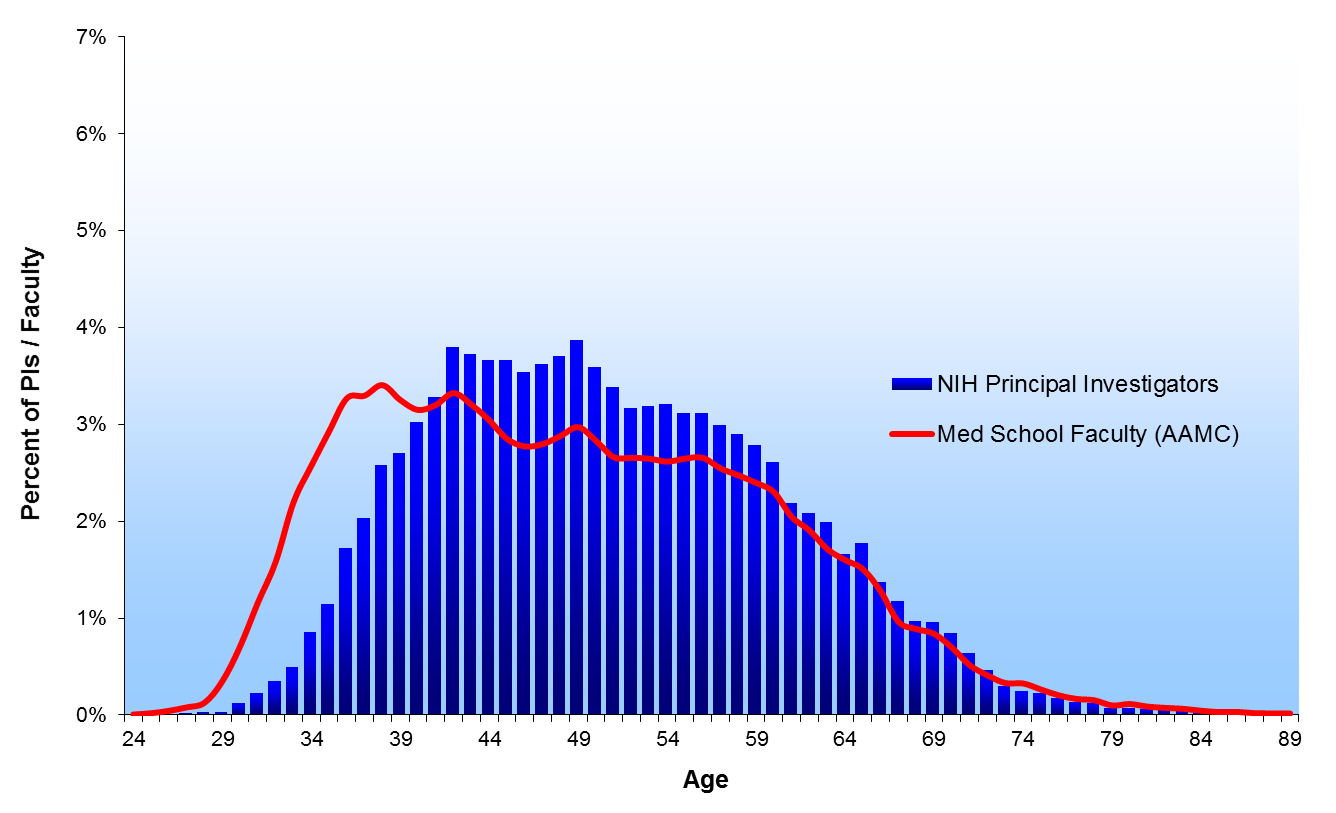 7%
6%
5%
4%
3%
2%
1%
0%
Percent of PIs / Faculty
NIH Principal Investigators
Med School Faculty (AAMC)
24 29 34 39 44 49 54 59 64 69 74 79 84 89
Age